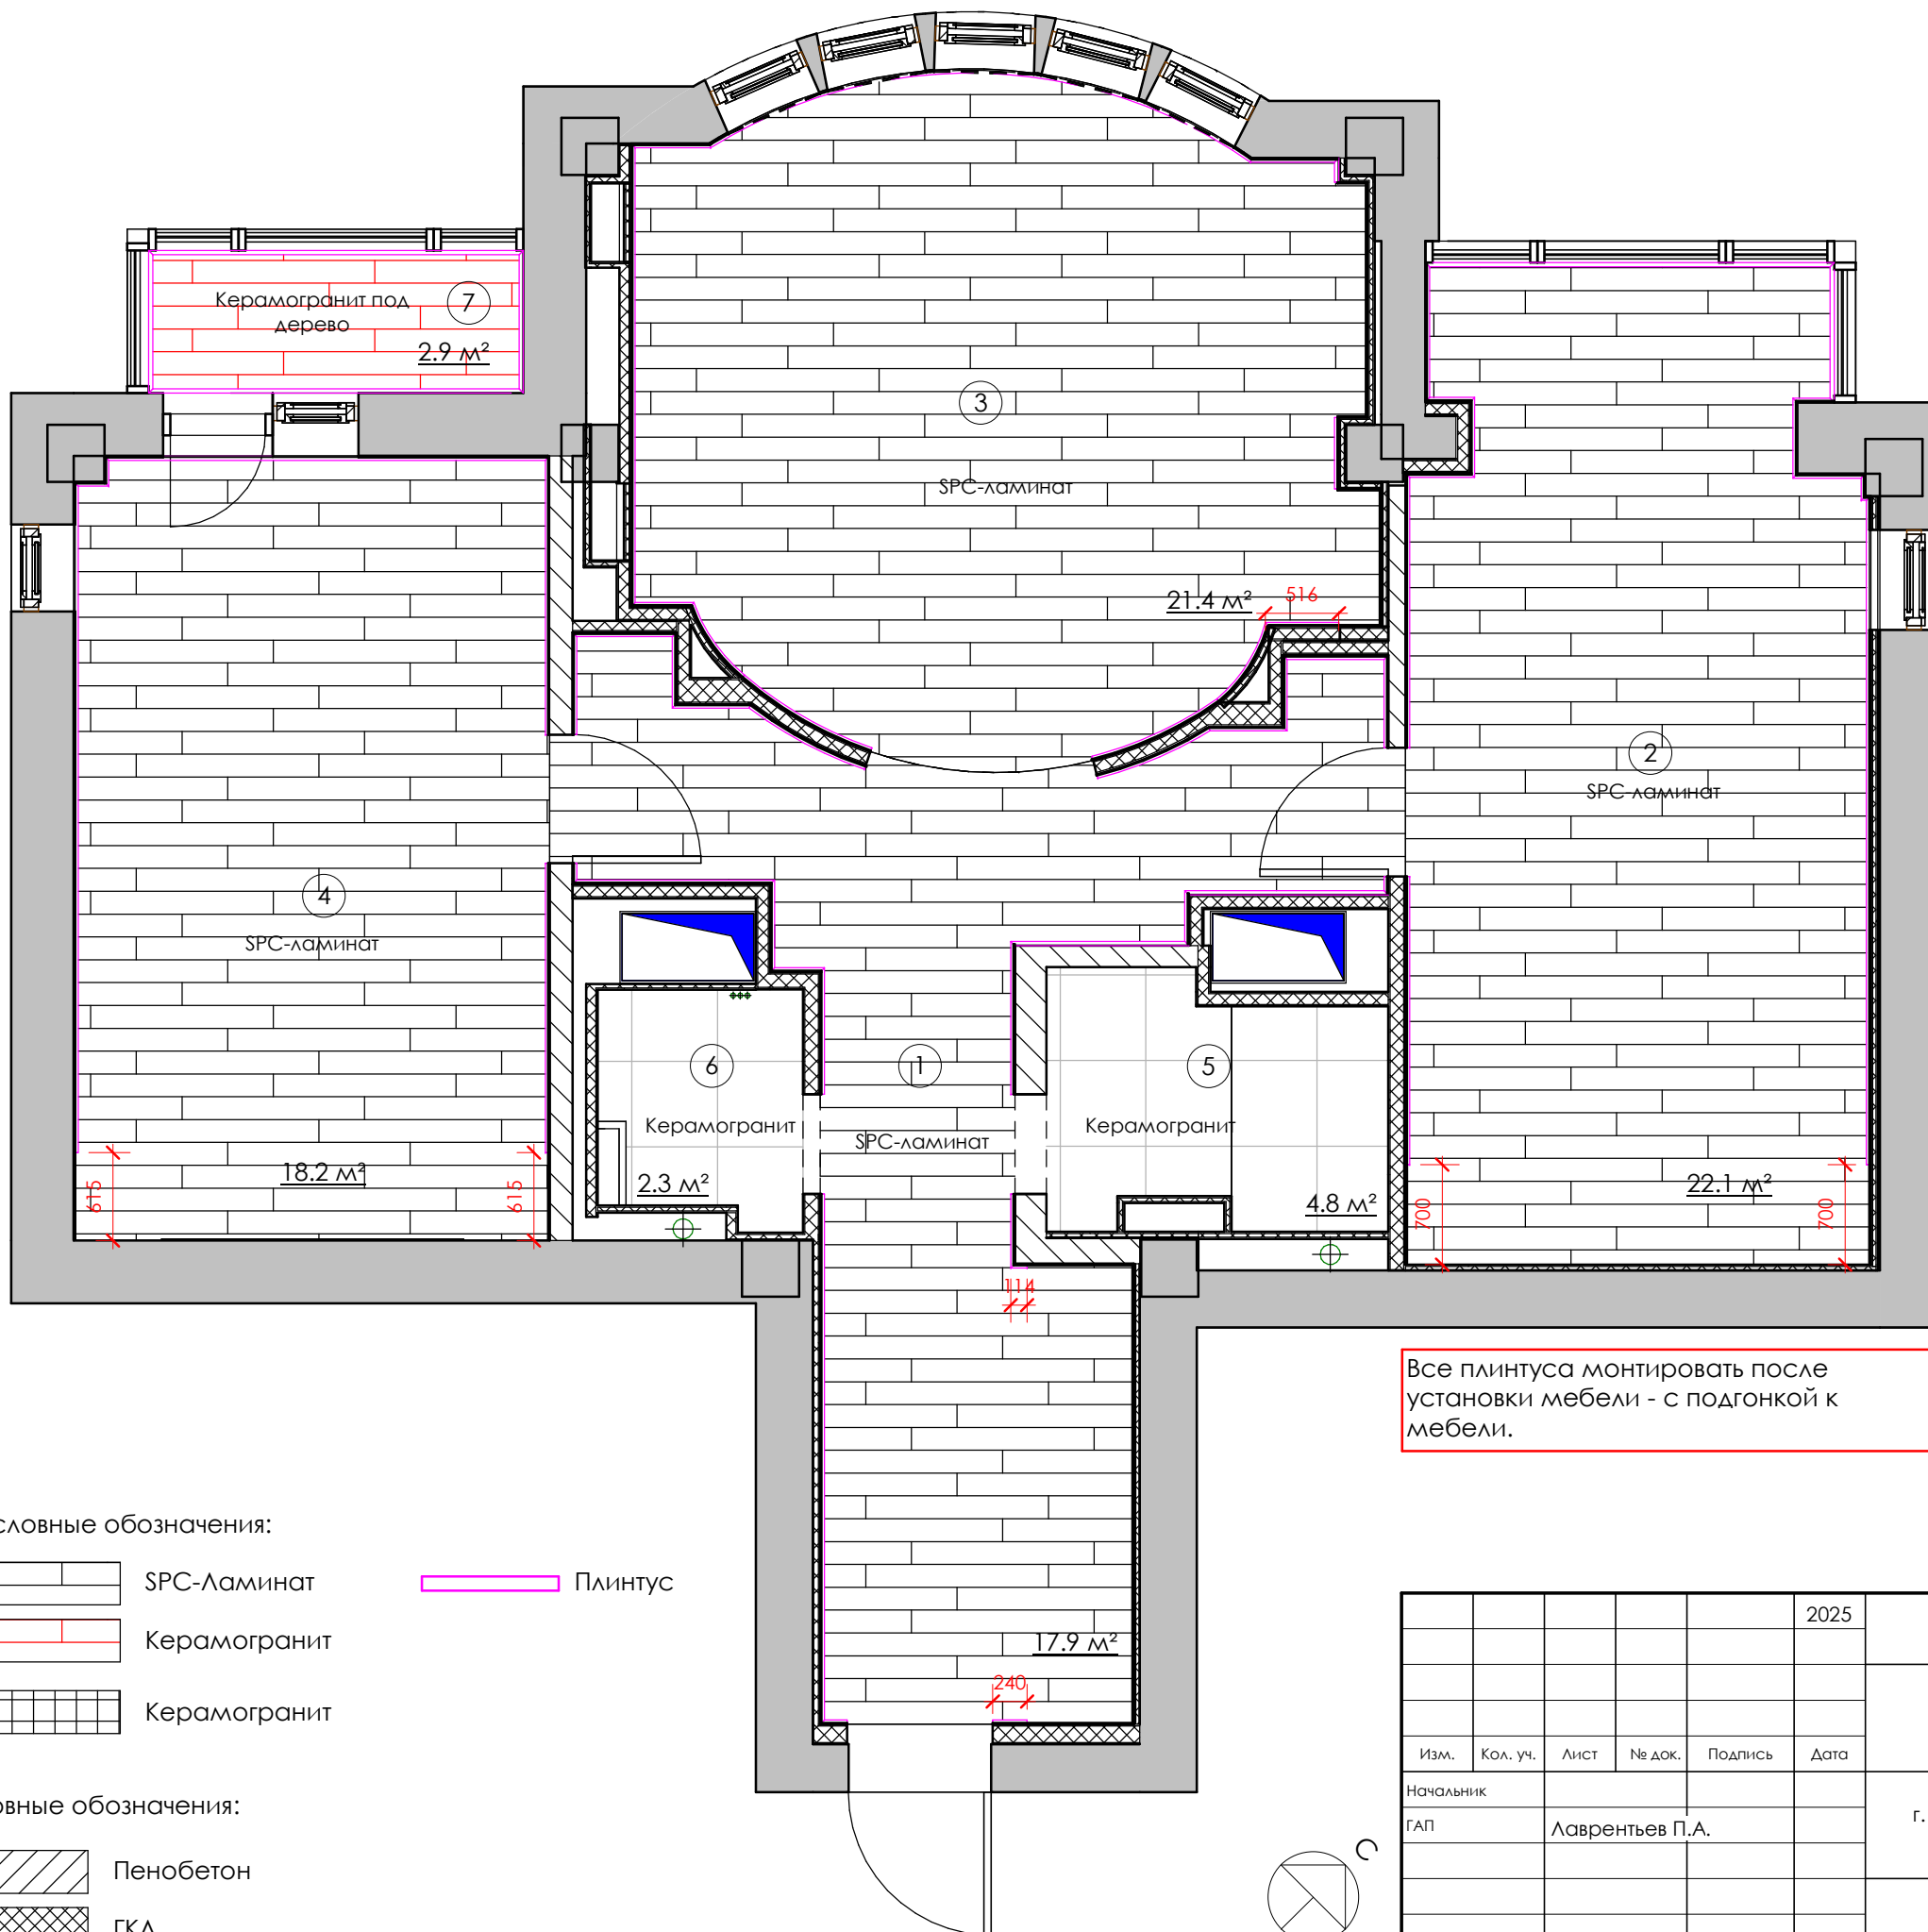 Керамогранит под
дерево
7
2.9 м²
3
SPC-ламинат
21.4 м²
516
2
SPC-ламинат
4
SPC-ламинат
6
1
5
Керамогранит
SPC-ламинат
Керамогранит
18.2 м²
2.3 м²
4.8 м²
22.1 м²
615
615
700
700
114
Все плинтуса монтировать после
установки мебели - с подгонкой к
мебели.
словные обозначения:
SPC-Ламинат
Плинтус
Керамогранит
Керамогранит
17.9 м²
240
2025
Изм. Кол. уч. Лист № док. Подпись Дата
Начальник
ГАП Лаврентьев П.А.
г.
овные обозначения:
Пенобетон
ГКЛ
С